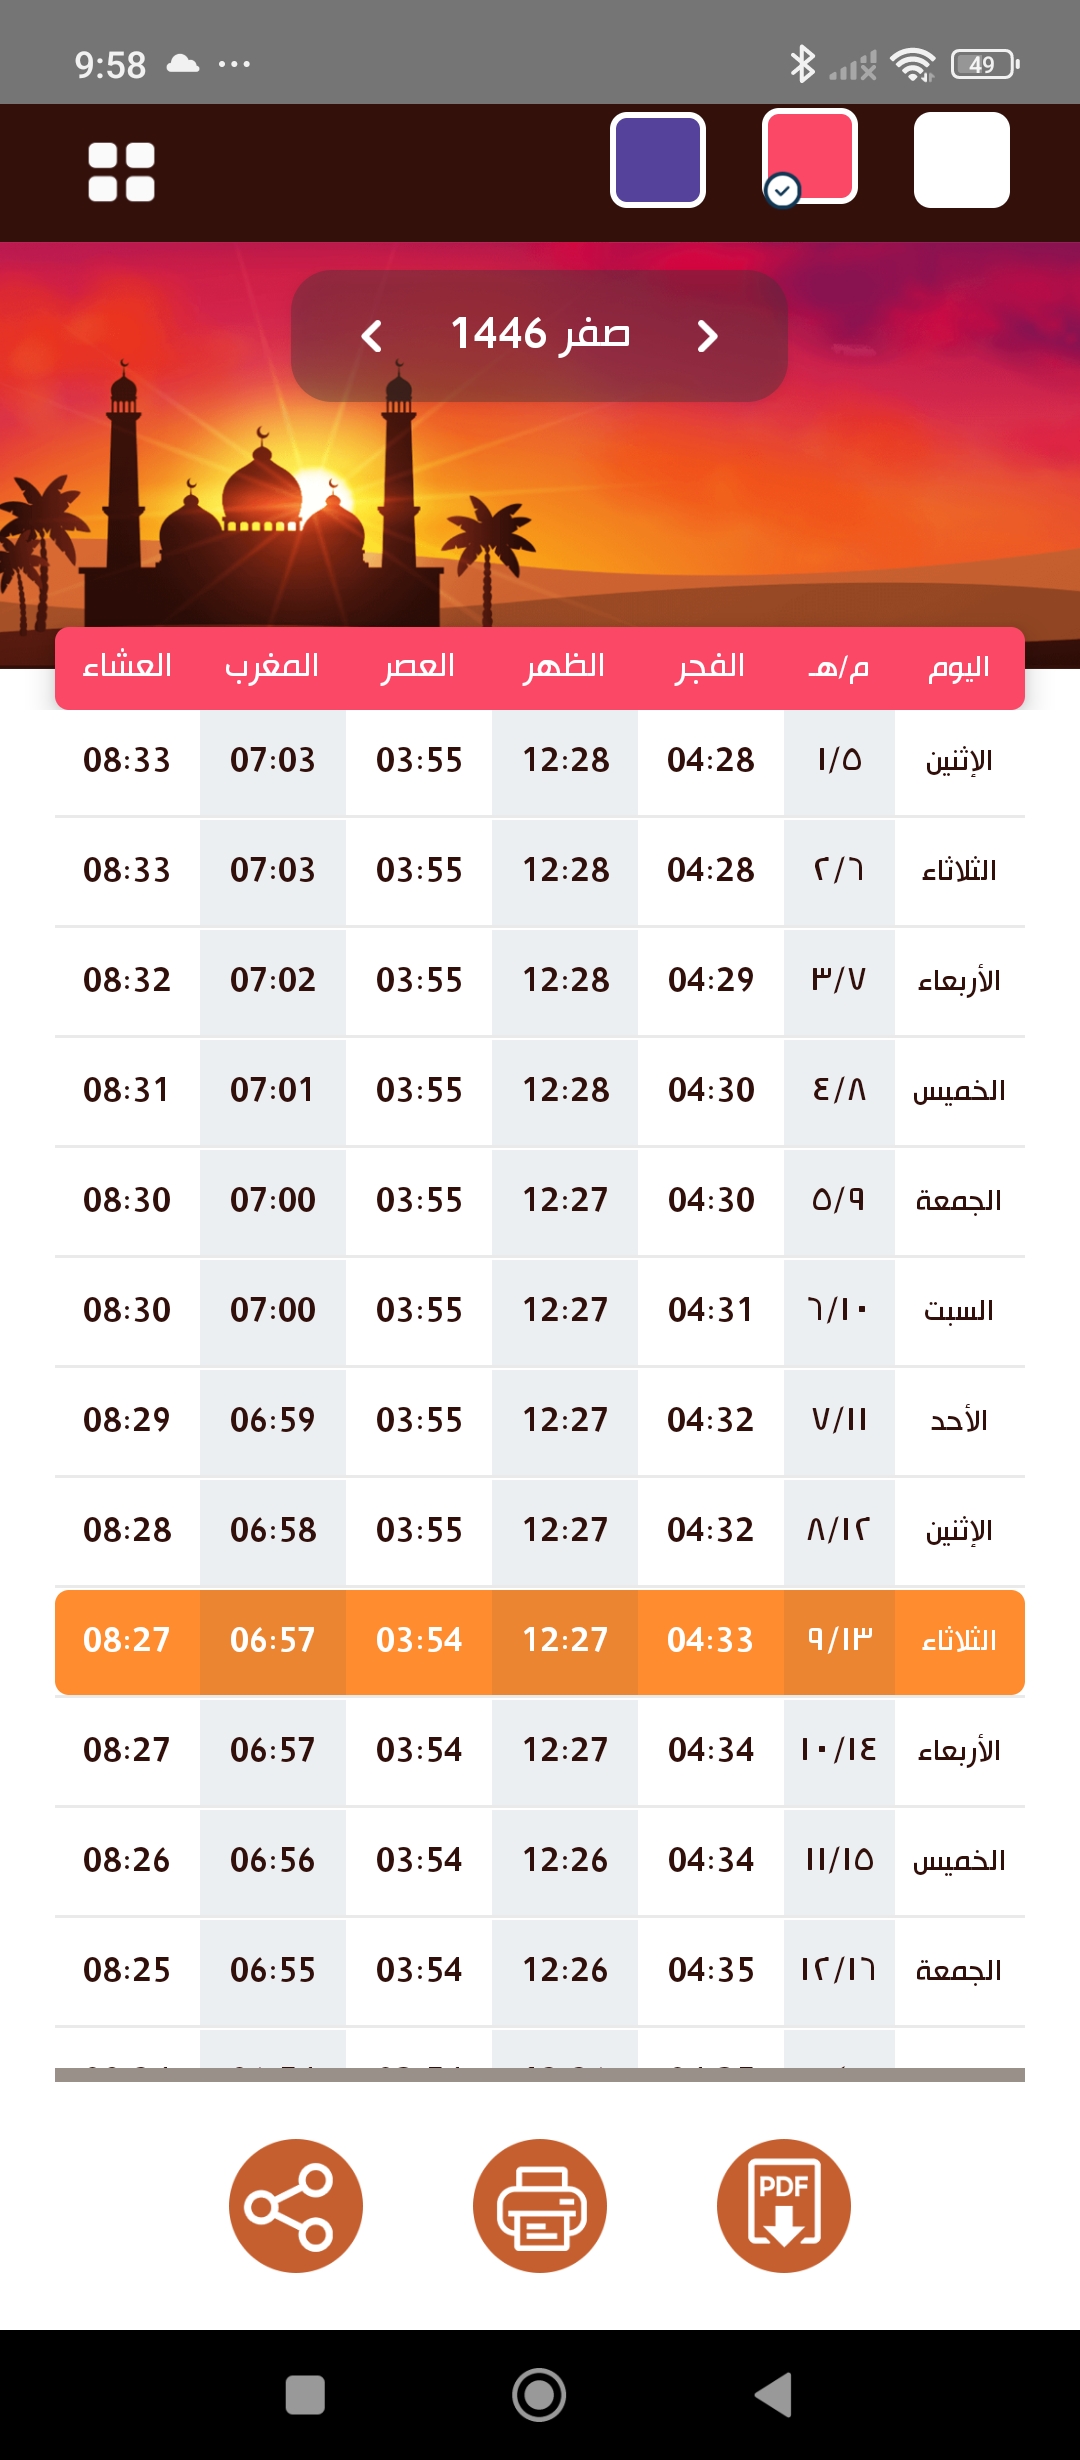 9:58 49
صفر 1446
اليوم م/هـ الفجر الظهر العصر المغرب العشاء
الإثنين ١/٥ 04:28 12:28 03:55 07:03 08:33
الثلاثاء ٢/٦ 04:28 12:28 03:55 07:03 08:33
الأربعاء ٣/٧ 04:29 12:28 03:55 07:02 08:32
الخميس ٤/٨ 04:30 12:28 03:55 07:01 08:31
الجمعة ٥/٩ 04:30 12:27 03:55 07:00 08:30
السبت ٦/١٠ 04:31 12:27 03:55 07:00 08:30
الأحد ٧/١١ 04:32 12:27 03:55 06:59 08:29
الإثنين ٨/١٢ 04:32 12:27 03:55 06:58 08:28
الثلاثاء ٩/١٣ 04:33 12:27 03:54 06:57 08:27
الأربعاء ١٠/١٤ 04:34 12:27 03:54 06:57 08:27
الخميس ١١/١٥ 04:34 12:26 03:54 06:56 08:26
الجمعة ١٢/١٦ 04:35 12:26 03:54 06:55 08:25
PDF